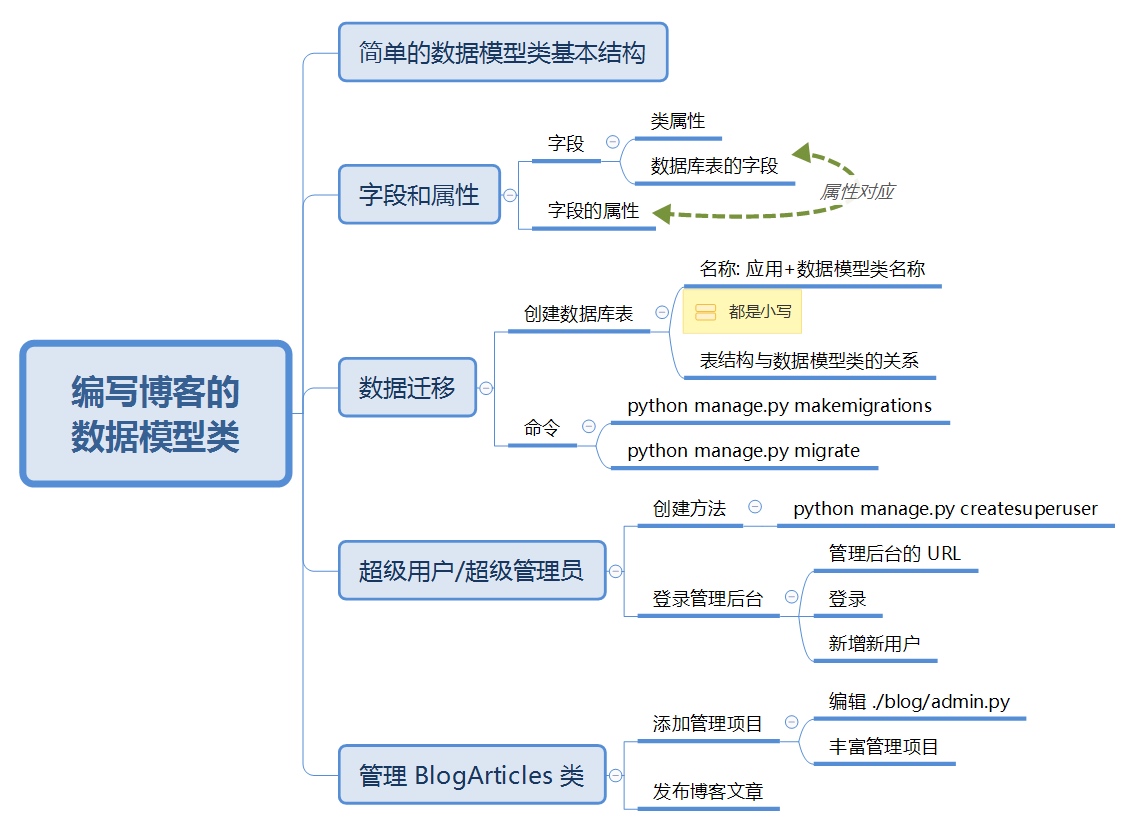 编写博客的
数据模型类
简单的数据模型类基本结构
字段和属性
字段
类属性
数据库表的字段
字段的属性
属性对应
数据迁移
创建数据库表
名称: 应用+数据模型类名称
都是小写
表结构与数据模型类的关系
命令
python manage.py makemigrations
python manage.py migrate
超级用户/超级管理员
创建方法
python manage.py createsuperuser
登录管理后台
管理后台的 URL
登录
新增新用户
管理 BlogArticles 类
添加管理项目
编辑 ./blog/admin.py
丰富管理项目
发布博客文章